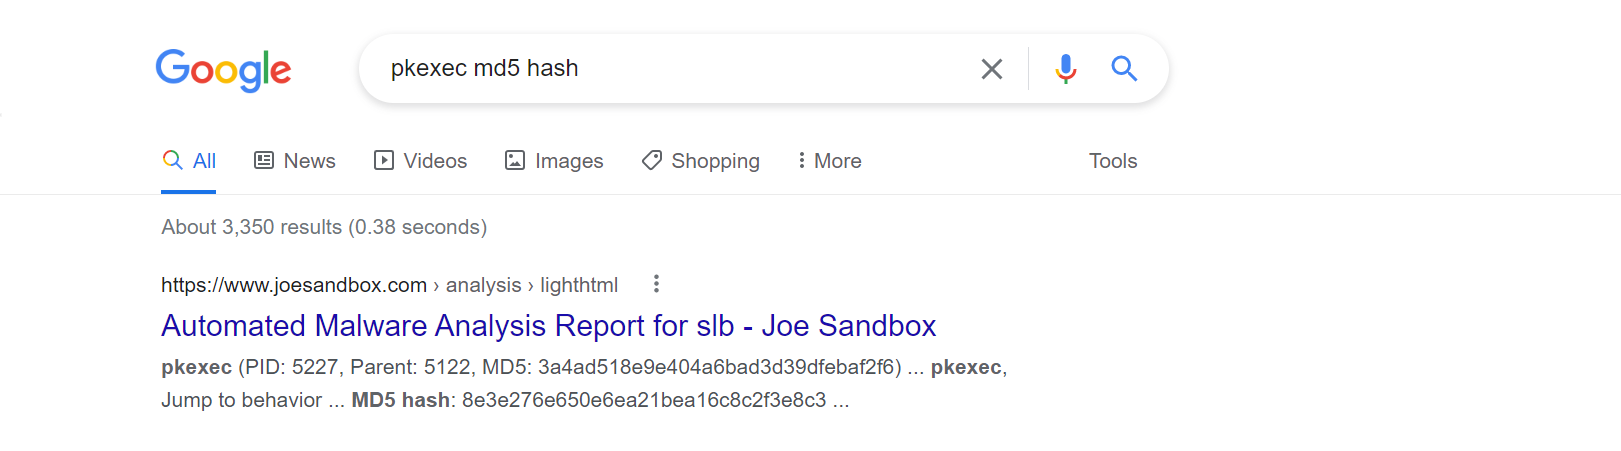 Google
pkexec md5 hash
All News Videos Images Shopping More Tools
About 3,350 results (0.38 seconds)
https://www.joesandbox.com › analysis › lighthtml
Automated Malware Analysis Report for slb - Joe Sandbox
pkexec (PID: 5227, Parent: 5122, MD5: 3a4ad518e9e404a6bad3d39dfebaf2f6) ... pkexec,
Jump to behavior ... MD5 hash: 8e3e276e650e6ea21bea16c8c2f3e8c3 ...